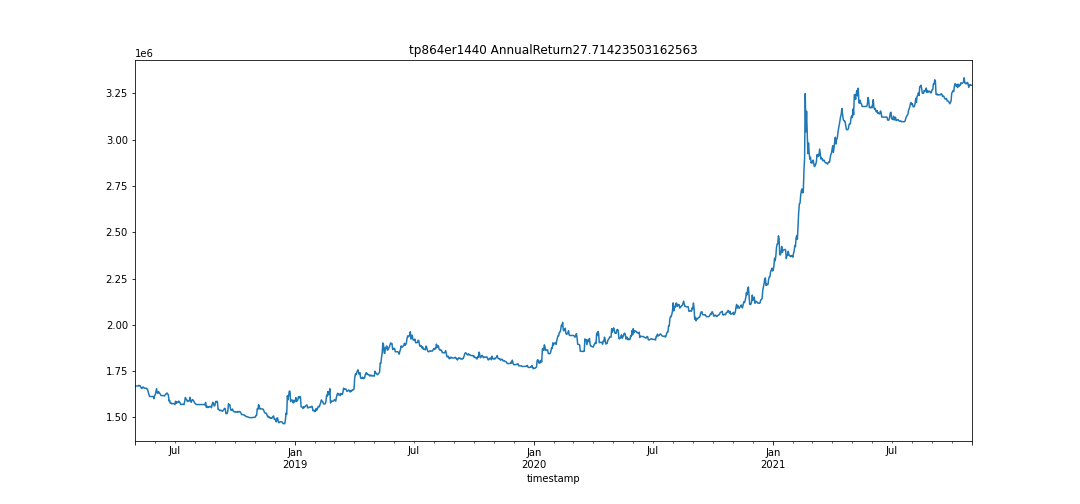 tp864er1440 AnnualReturn27.71423503162563
1e6
3.25
3.00
2.75
2.50
2.25
2.00
1.75
1.50
Jul Jan Jul Jan Jul Jan Jul
2019 2020 2021
timestamp